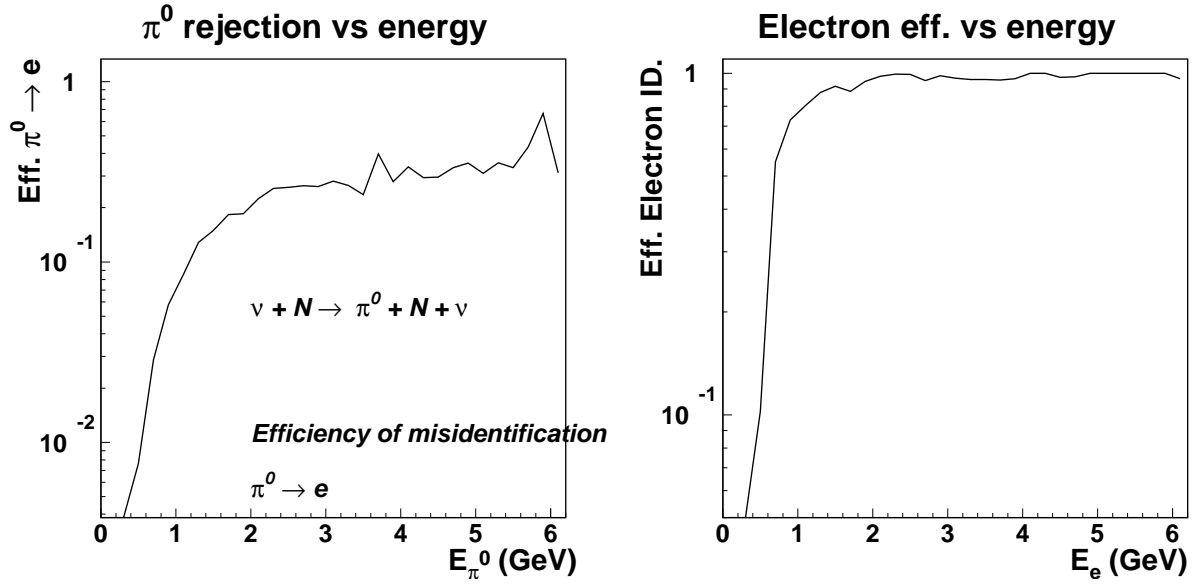 π⁰ rejection vs energy
Eff. π⁰ → e
1
10⁻¹
10⁻²
ν + N → π⁰ + N + ν
Efficiency of misidentification
π⁰ → e
0 1 2 3 4 5 6
E_π⁰ (GeV)
Electron eff. vs energy
Eff. Electron ID.
1
10⁻¹
0 1 2 3 4 5 6
E_e (GeV)